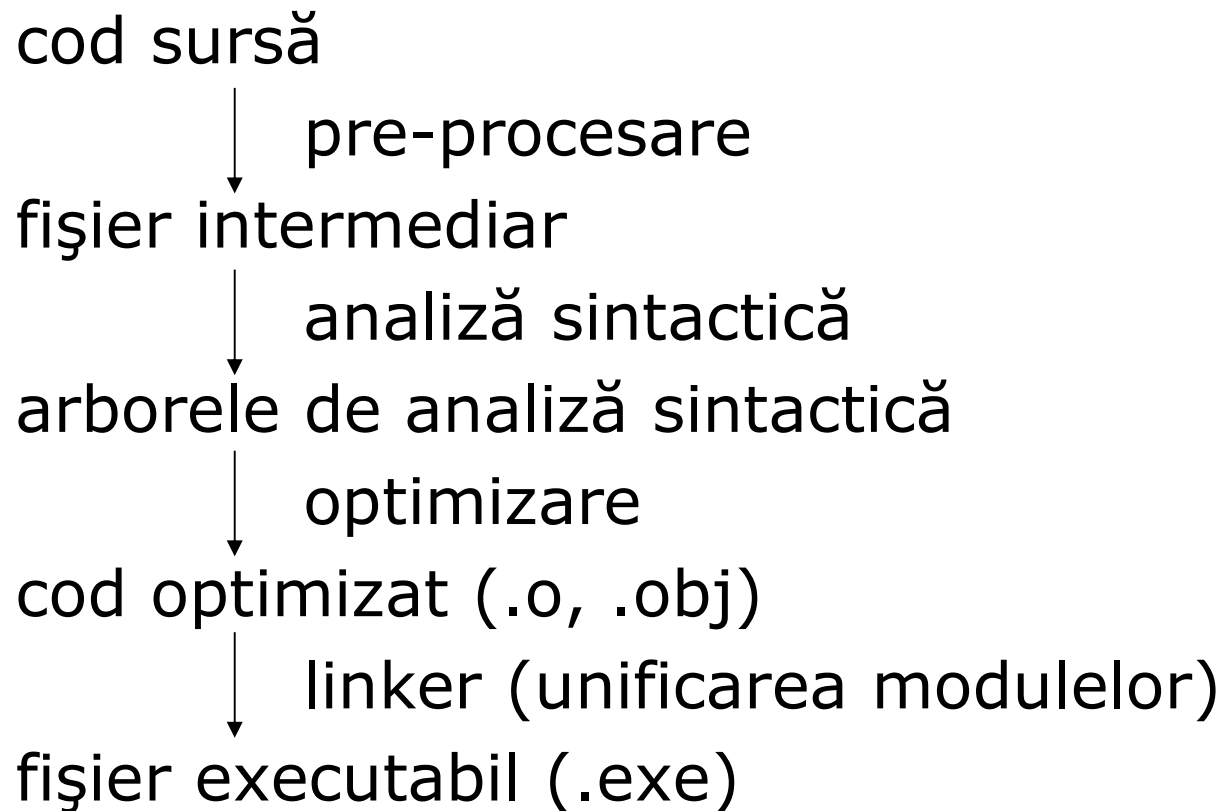 cod sursă
pre-procesare
fişier intermediar
analiză sintactică
arborele de analiză sintactică
optimizare
cod optimizat (.o, .obj)
linker (unificarea modulelor)
fişier executabil (.exe)